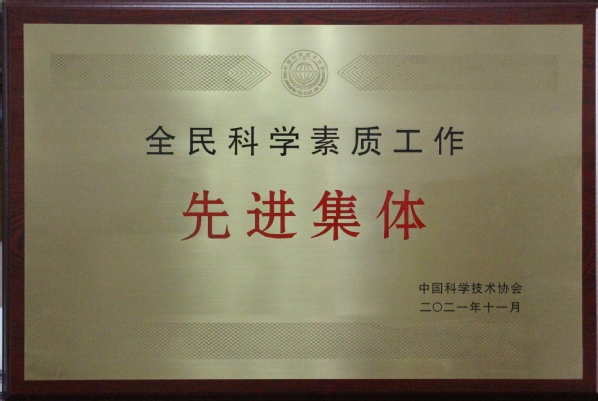 全民科学素质工作
先进集体
中国科学技术协会
二〇二一年十一月